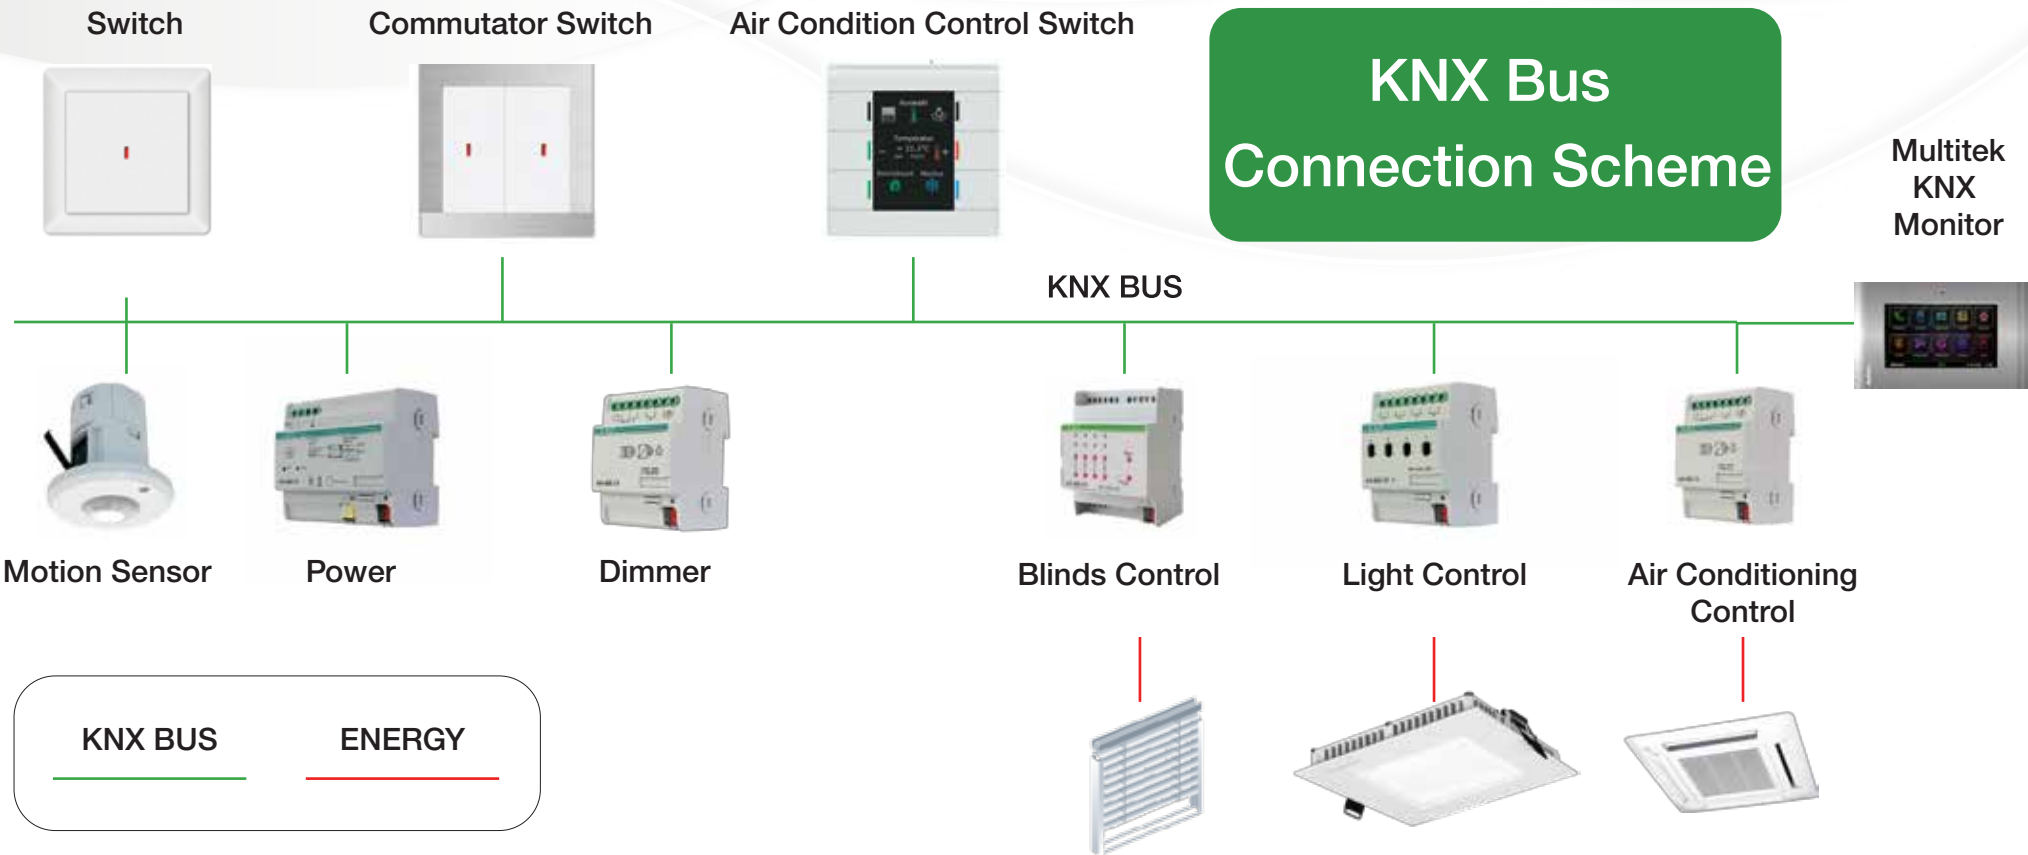 Switch
Commutator Switch
Air Condition Control Switch
KNX Bus
Connection Scheme
Multitek
KNX
Monitor
KNX BUS
Motion Sensor
Power
Dimmer
Blinds Control
Light Control
Air Conditioning
Control
KNX BUS
ENERGY